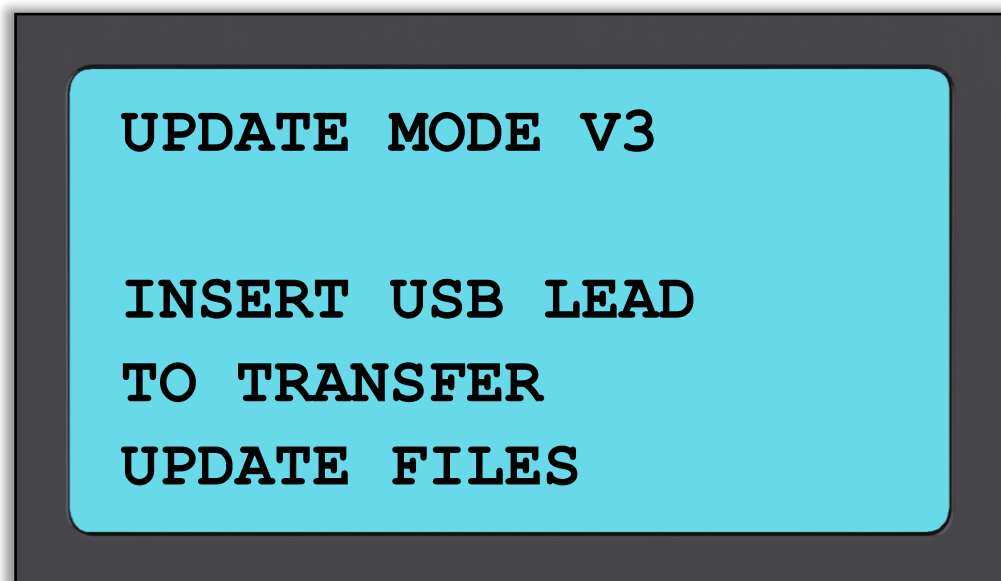 UPDATE MODE V3
INSERT USB LEAD
TO TRANSFER
UPDATE FILES